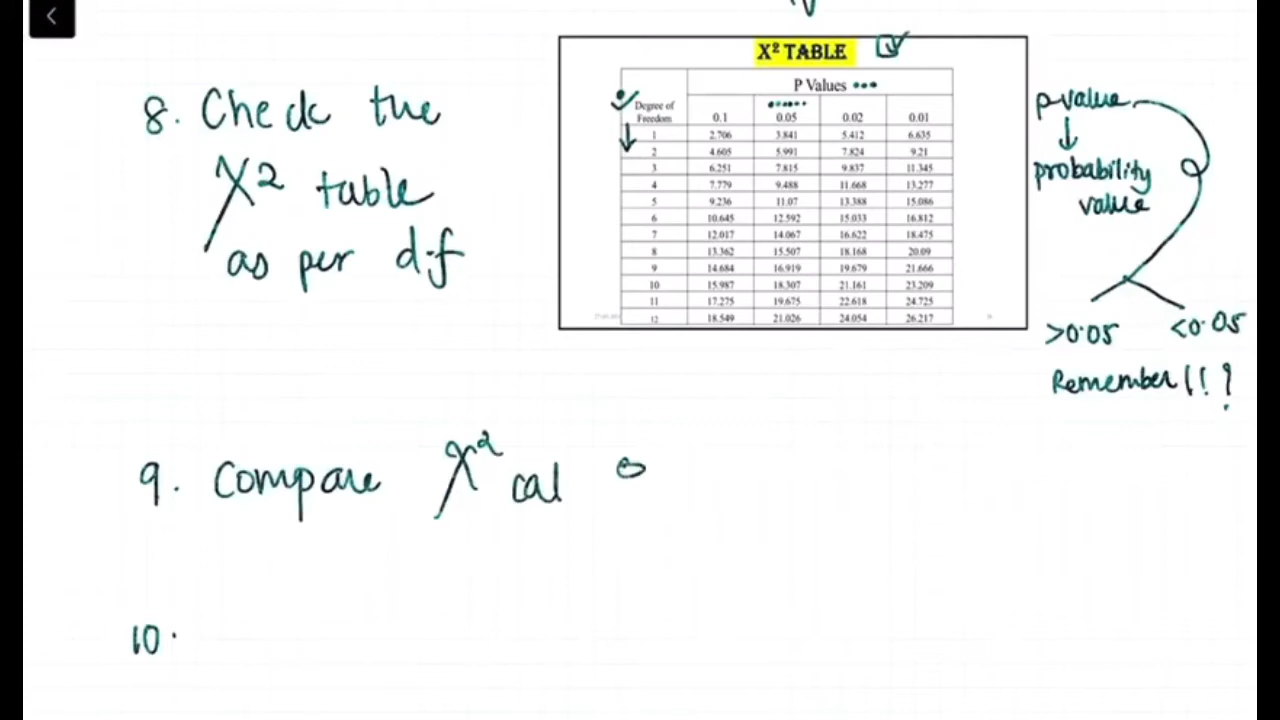 8. Check the
X² table
as per d.f
X² TABLE
P Values
Degree of
Freedom
0.1 0.05 0.02 0.01
1 2.706 3.841 5.412 6.635
2 4.605 5.991 7.824 9.21
3 6.251 7.815 9.837 11.345
4 7.779 9.488 11.668 13.277
5 9.236 11.07 13.388 15.086
6 10.645 12.592 15.033 16.812
7 12.017 14.067 16.622 18.475
8 13.362 15.507 18.168 20.09
9 14.684 16.919 19.679 21.666
10 15.987 18.307 21.161 23.209
11 17.275 19.675 22.618 24.725
12 18.549 21.026 24.054 26.217
p value
probability
value
>0.05 <0.05
Remember!!?
9. Compare X² cal
10.